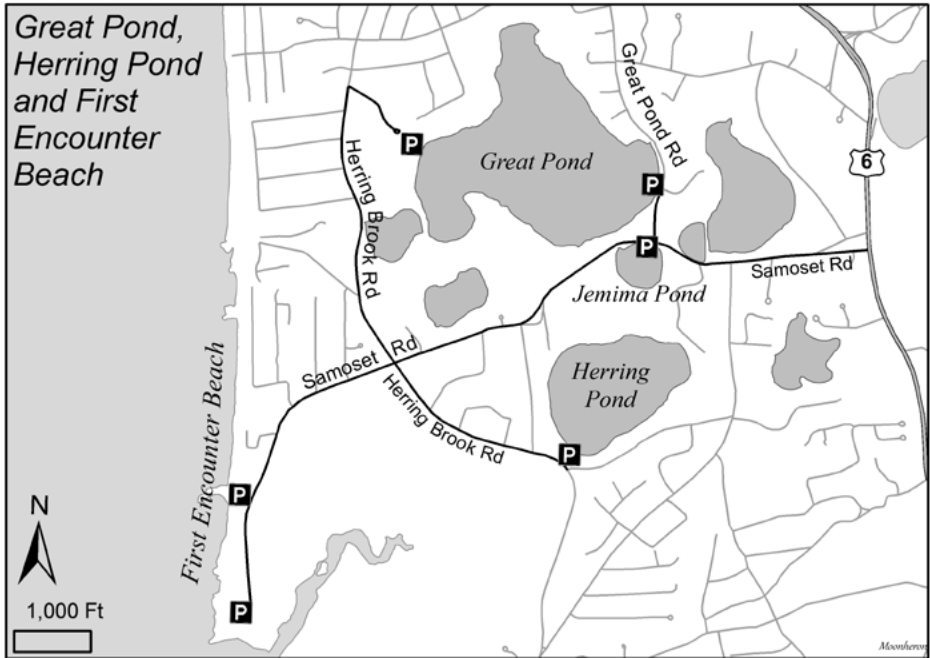 Great Pond,
Herring Pond
and First
Encounter
Beach
Great Pond Rd
6
P
Great Pond
Herring Brook Rd
P
P
Samoset Rd
Jemima Pond
Samoset Rd
Herring
Pond
Herring Brook Rd
First Encounter Beach
P
P
P
N
1,000 Ft
Moonheron